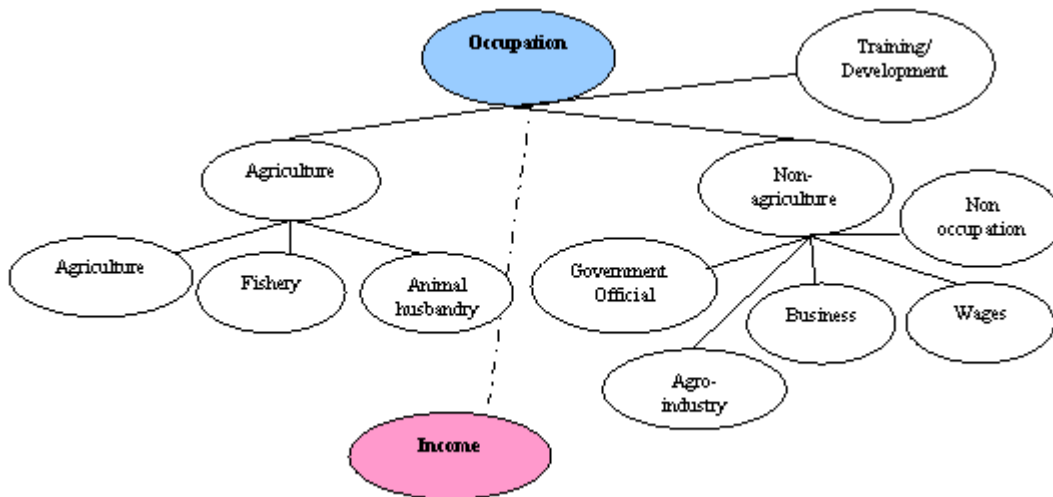 Occupation
Training/
Development
Agriculture
Non-
agriculture
Non
occupation
Agriculture
Fishery
Animal
husbandry
Government
Official
Business
Wages
Agro-
industry
Income